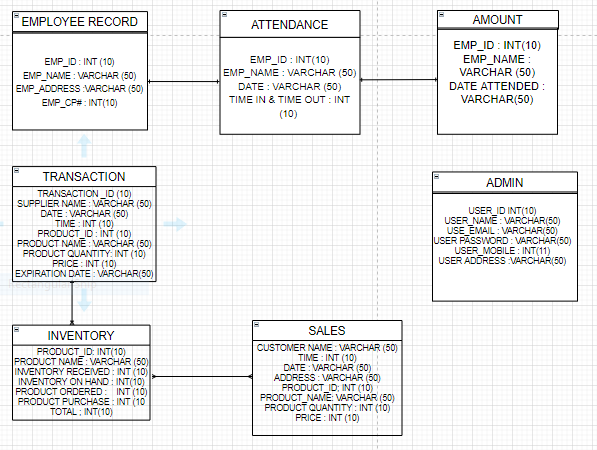 EMPLOYEE RECORD
EMP_ID : INT (10)
EMP_NAME : VARCHAR (50)
EMP_ADDRESS :VARCHAR (50)
EMP_CP# : INT(10)
ATTENDANCE
EMP_ID : INT(10)
EMP_NAME : VARCHAR (50)
DATE : VARCHAR (50)
TIME IN & TIME OUT : INT
(10)
AMOUNT
EMP_ID : INT(10)
EMP_NAME :
VARCHAR (50)
DATE ATTENDED :
VARCHAR(50)
TRANSACTION
TRANSACTION _ID (10)
SUPPLIER NAME : VARCHAR (50)
DATE : VARCHAR (50)
TIME : INT (10)
PRODUCT_ID : INT (10)
PRODUCT NAME : VARCHAR (50)
PRODUCT QUANTITY: INT (10)
PRICE : INT (10)
EXPIRATION DATE : VARCHAR(50)
ADMIN
USER_ID INT(10)
USER_NAME : VARCHAR(50)
USE_EMAIL : VARCHAR(50)
USER PASSWORD : VARCHAR(50)
USER_MOBILE : INT(11)
USER ADDRESS :VARCHAR(50)
INVENTORY
PRODUCT_ID: INT(10)
PRODUCT NAME : VARCHAR (50)
INVENTORY RECEIVED : INT (10
INVENTORY ON HAND : INT(10)
PRODUCT ORDERED : INT (10)
PRODUCT PURCHASE : INT (10
TOTAL ; INT(10)
SALES
CUSTOMER NAME : VARCHAR (50)
TIME : INT (10)
DATE : VARCHAR (50)
ADDRESS : VARCHAR (50)
PRODUCT_ID; INT (10)
PRODUCT_NAME: VARCHAR (50)
PRODUCT QUANTITY : INT (10)
PRICE : INT (10)